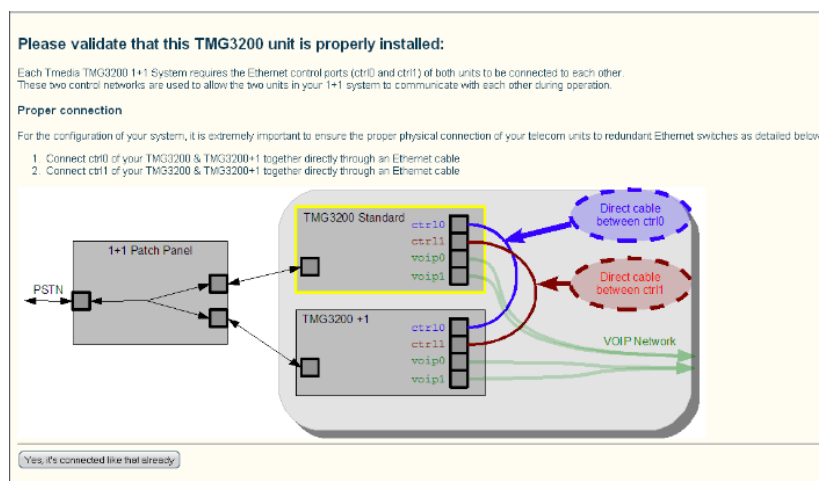 Please validate that this TMG3200 unit is properly installed:
Each Tmedia TMG3200 1+1 System requires the Ethernet control ports (ctrl0 and ctrl1) of both units to be connected to each other.
These two control networks are used to allow the two units in your 1+1 system to communicate with each other during operation.
Proper connection
For the configuration of your system, it is extremely important to ensure the proper physical connection of your telecom units to redundant Ethernet switches as detailed below
1. Connect ctrl0 of your TMG3200 & TMG3200+1 together directly through an Ethernet cable
2. Connect ctrl1 of your TMG3200 & TMG3200+1 together directly through an Ethernet cable
TMG3200 Standard
ctrl0
ctrl1
voip0
voip1
Direct cable
between ctrl0
1+1 Patch Panel
PSTN
Direct cable
between ctrl1
TMG3200 +1
ctrl0
ctrl1
voip0
voip1
VOIP Network
Yes, it's connected like that already